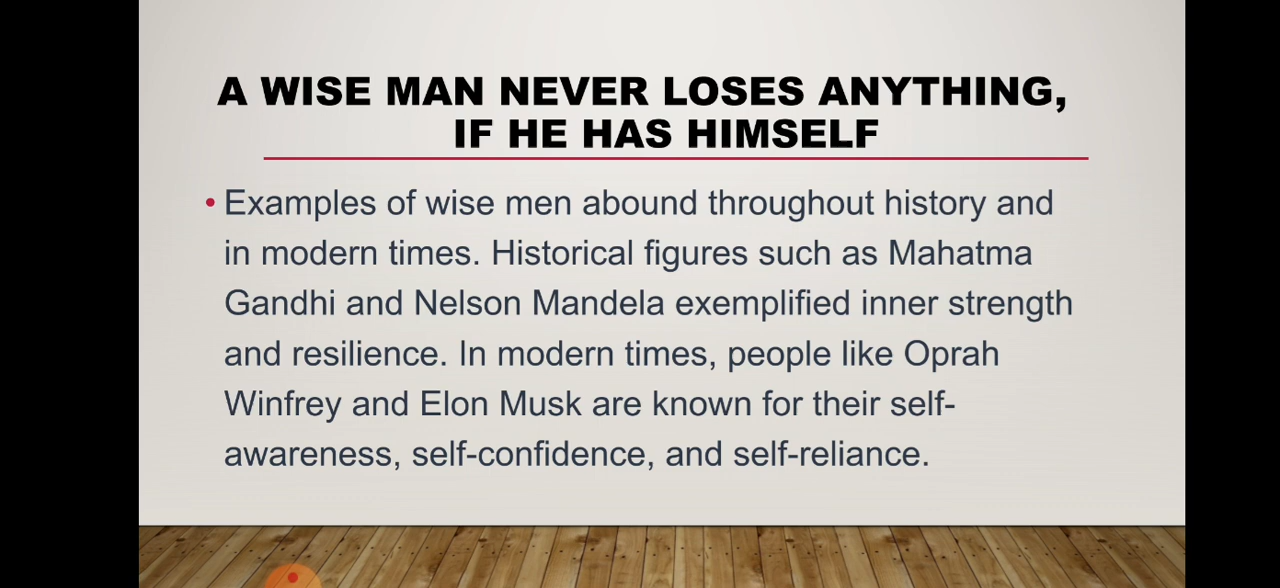 A WISE MAN NEVER LOSES ANYTHING,
IF HE HAS HIMSELF
• Examples of wise men abound throughout history and
in modern times. Historical figures such as Mahatma
Gandhi and Nelson Mandela exemplified inner strength
and resilience. In modern times, people like Oprah
Winfrey and Elon Musk are known for their self-
awareness, self-confidence, and self-reliance.